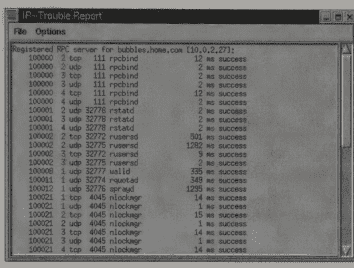 IP-Trouble Report
File Options
Registered RPC server for bubbles.home.com [10.0.2.27]:
100000 2 tcp 111 rpcbind 12 ms success
100000 2 udp 111 rpcbind 2 ms success
100000 3 tcp 111 rpcbind 2 ms success
100000 3 udp 111 rpcbind 2 ms success
100000 4 tcp 111 rpcbind 12 ms success
100000 4 udp 111 rpcbind 2 ms success
100001 2 udp 32778 rstatd 2 ms success
100001 3 udp 32778 rstatd 2 ms success
100001 4 udp 32778 rstatd 2 ms success
100002 2 tcp 32772 rusersd ms success
100002 2 udp 32775 rusersd 1282 ms success
100002 3 tcp 32772 rusersd 9 ms success
100002 3 udp 32775 rusersd 2 ms success
100008 1 udp 32777 walld 335 ms success
100011 1 udp 32774 rquotad 349 ms success
100012 1 udp 32776 sprayd 1295 ms success
100021 1 tcp 4045 nlockmgr 14 ms success
100021 1 udp 4045 nlockmgr 1 ms success
100021 2 tcp 4045 nlockmgr 15 ms success
100021 2 udp 4045 nlockmgr 1 ms success
100021 3 tcp 4045 nlockmgr 14 ms success
100021 3 udp 4045 nlockmgr 1 ms success
100021 4 tcp 4045 nlockmgr 14 ms success